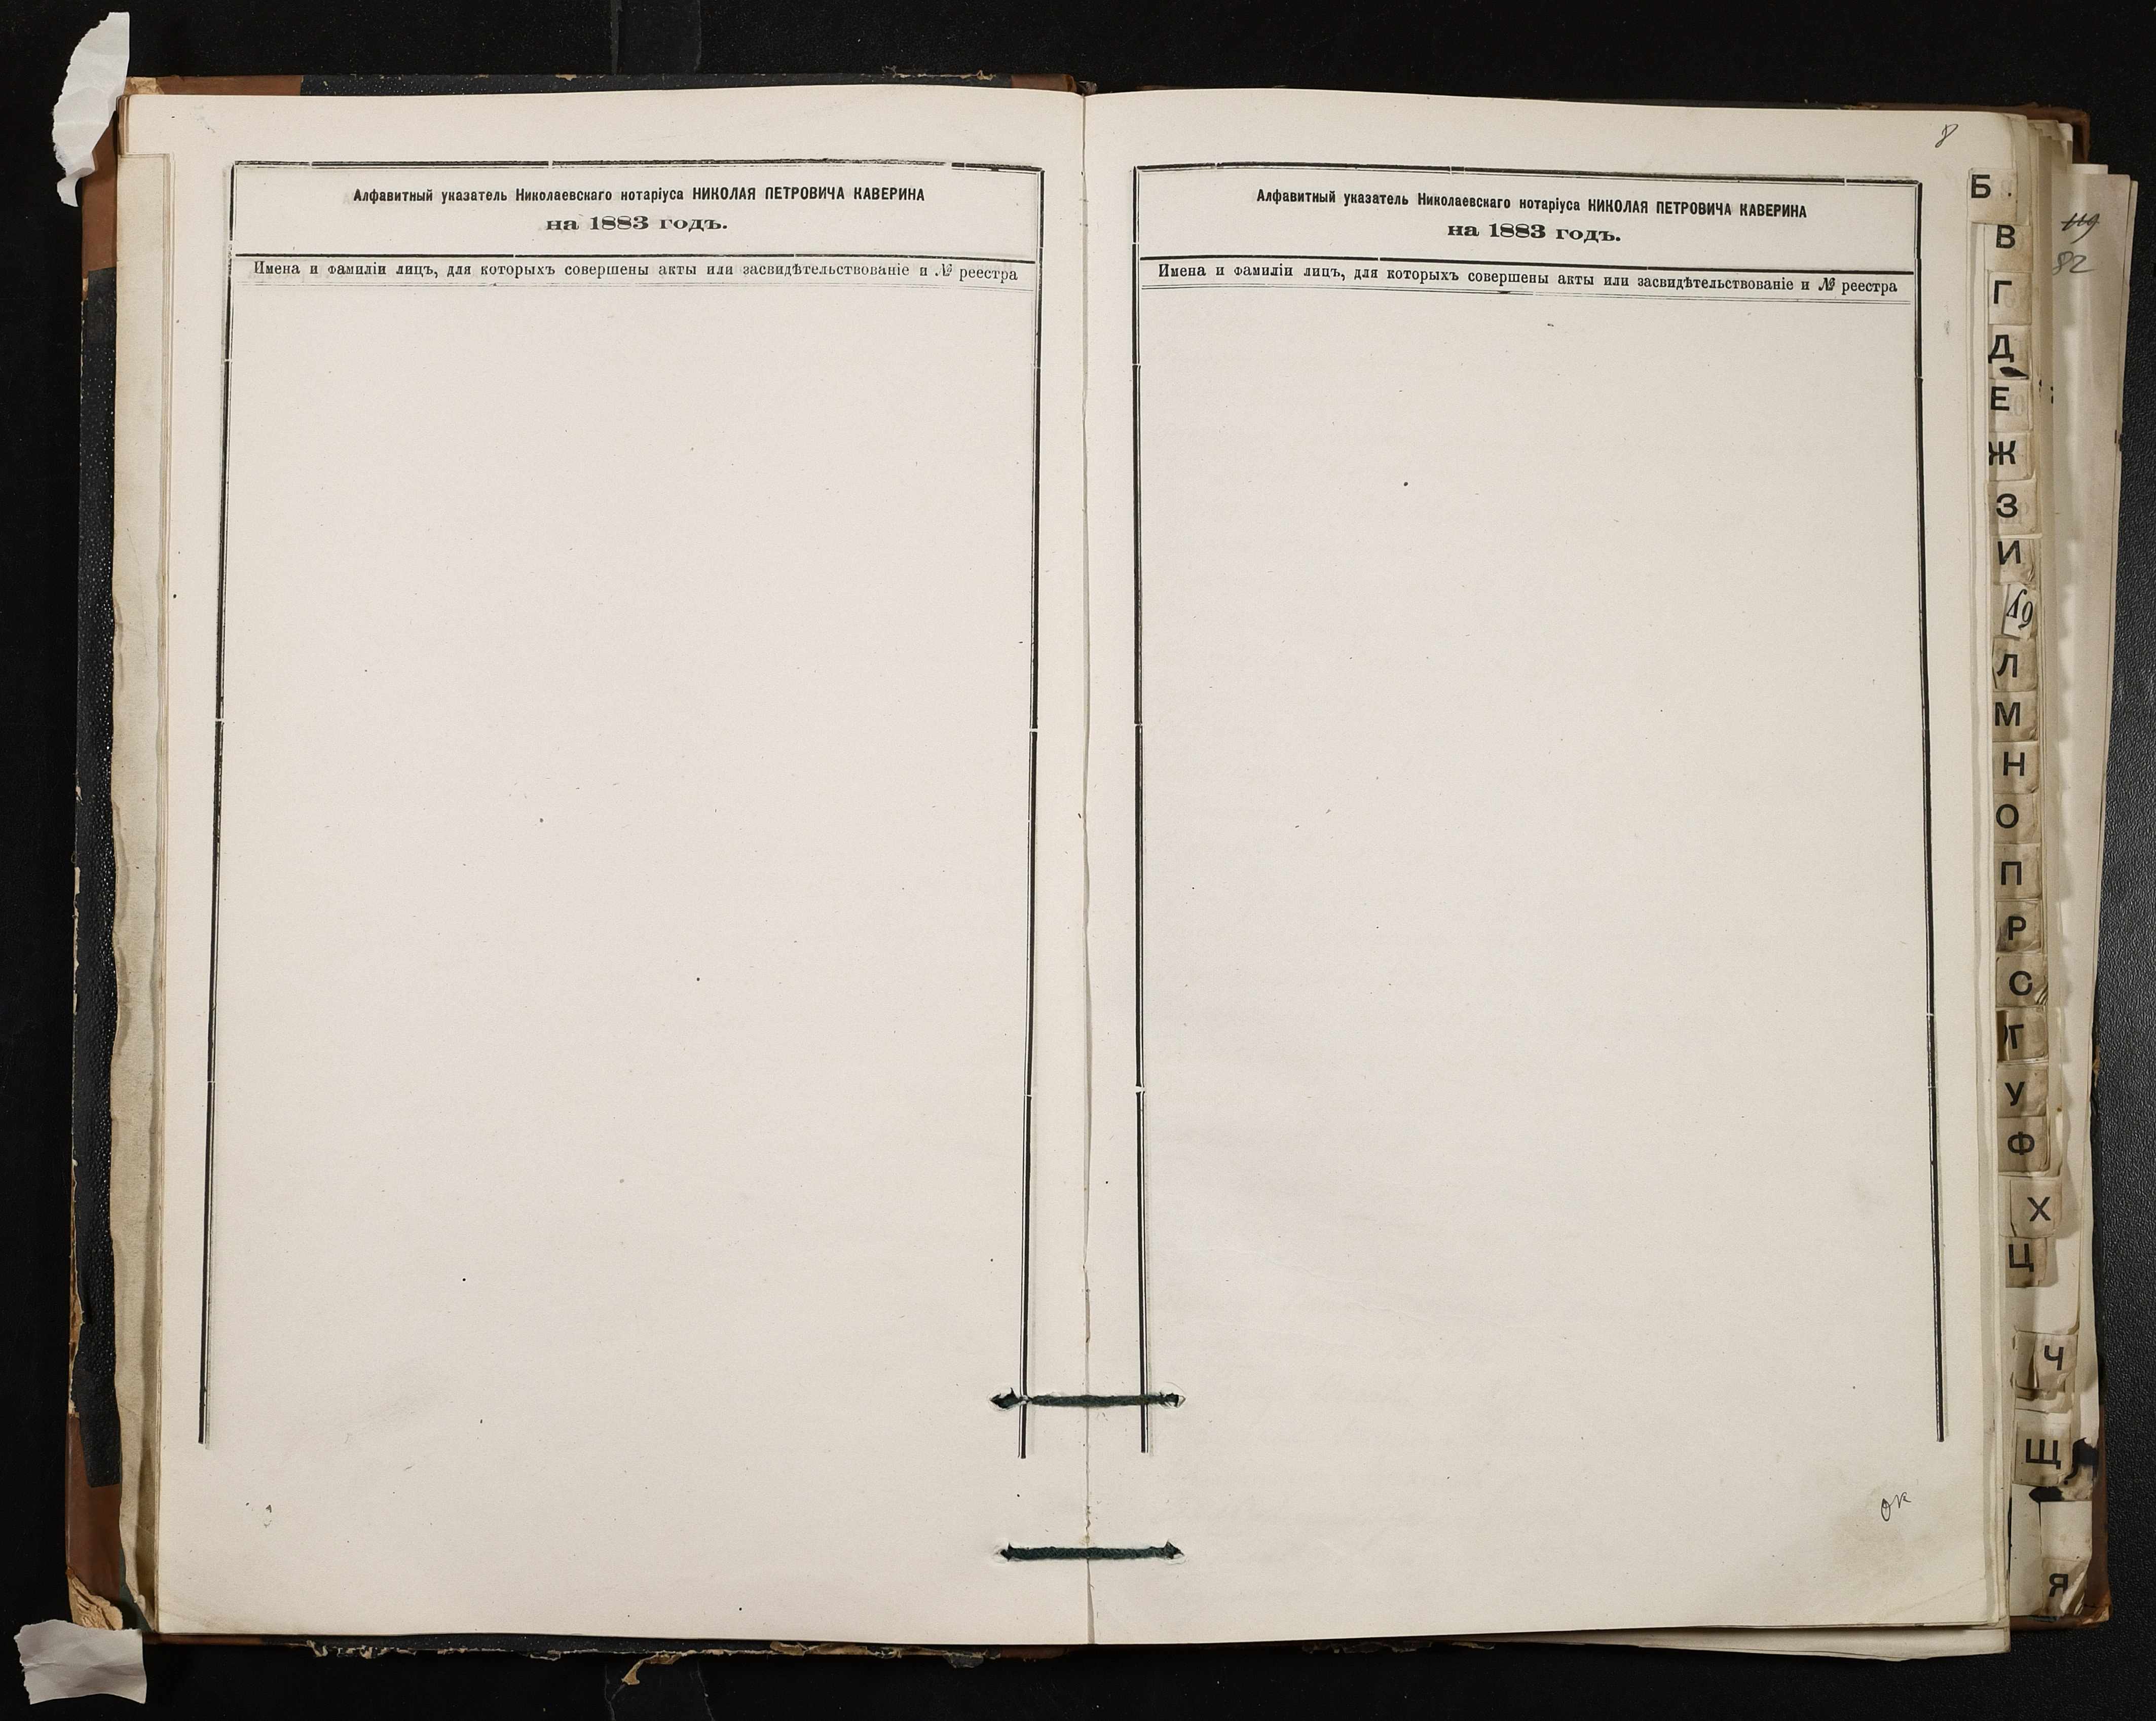 Алфавитный указатель Николаевскаго нотаріуса НИКОЛАЯ ПЕТРОВИЧА КАВЕРИНА
на 1883 годъ.
Имена и фамиліи лицъ, для которыхъ совершены акты или засвидѣтельствованіе и № реестра
8
Алфавитный указатель Николаевскаго нотаріуса НИКОЛАЯ ПЕТРОВИЧА КАВЕРИНА
на 1883 годъ.
Имена и фамиліи лицъ, для которыхъ совершены акты или засвидѣтельствованіе и № реестра
Б
В
Г
Д
Е
Ж
З
И
19
Л
М
Н
О
П
Р
С
Т
У
Ф
Х
Ц
Ч
Щ
Я
119
82